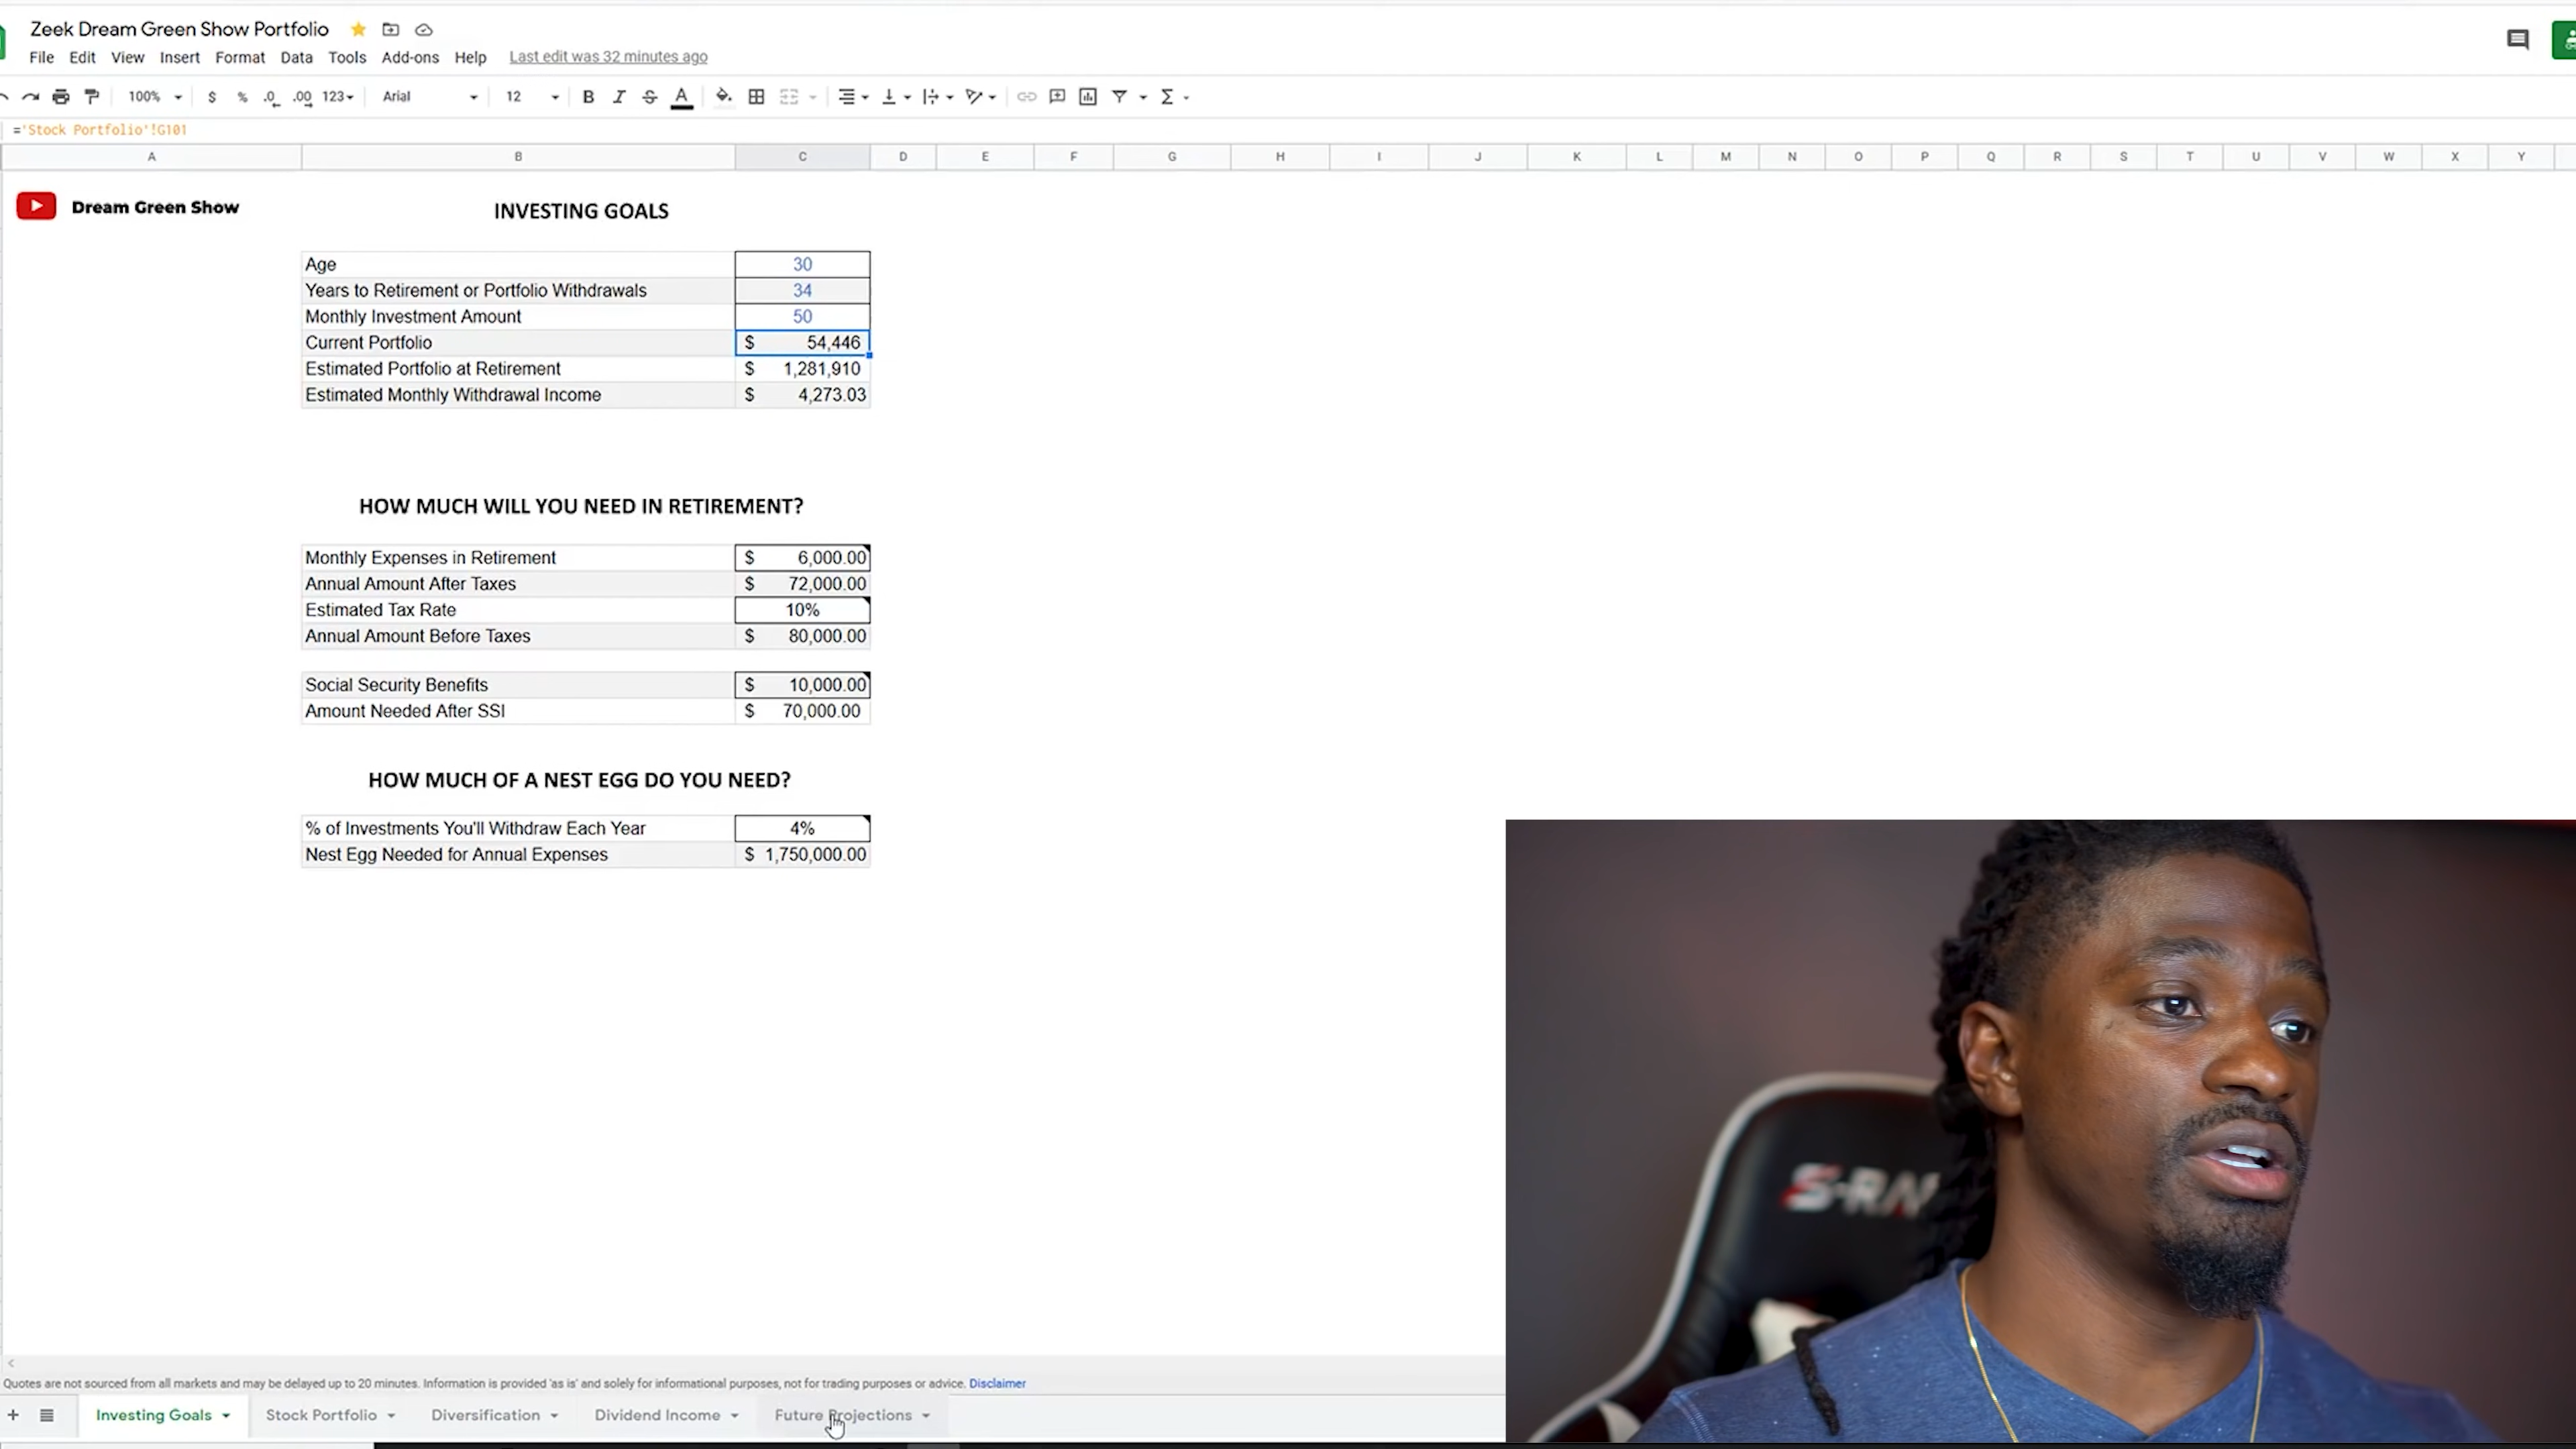 Zeek Dream Green Show Portfolio
File Edit View Insert Format Data Tools Add-ons Help Last edit was 32 minutes ago
100% $ % .0 .00 123 Arial 12 B I S A Σ
='Stock Portfolio'!G101
A B C D E F G H I J K L M N O P Q R S T U V W X Y
Dream Green Show
INVESTING GOALS
Age 30
Years to Retirement or Portfolio Withdrawals 34
Monthly Investment Amount 50
Current Portfolio $ 54,446
Estimated Portfolio at Retirement $ 1,281,910
Estimated Monthly Withdrawal Income $ 4,273.03
HOW MUCH WILL YOU NEED IN RETIREMENT?
Monthly Expenses in Retirement $ 6,000.00
Annual Amount After Taxes $ 72,000.00
Estimated Tax Rate 10%
Annual Amount Before Taxes $ 80,000.00
Social Security Benefits $ 10,000.00
Amount Needed After SSI $ 70,000.00
HOW MUCH OF A NEST EGG DO YOU NEED?
% of Investments You'll Withdraw Each Year 4%
Nest Egg Needed for Annual Expenses $ 1,750,000.00
Quotes are not sourced from all markets and may be delayed up to 20 minutes. Information is provided 'as is' and solely for informational purposes, not for trading purposes or advice. Disclaimer
+ Investing Goals Stock Portfolio Diversification Dividend Income Future Projections